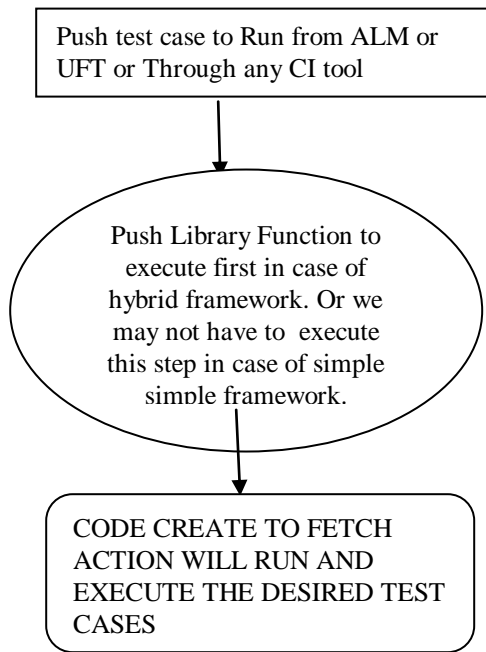 Push test case to Run from ALM or
UFT or Through any CI tool
Push Library Function to
execute first in case of
hybrid framework. Or we
may not have to execute
this step in case of simple
simple framework.
CODE CREATE TO FETCH
ACTION WILL RUN AND
EXECUTE THE DESIRED TEST
CASES